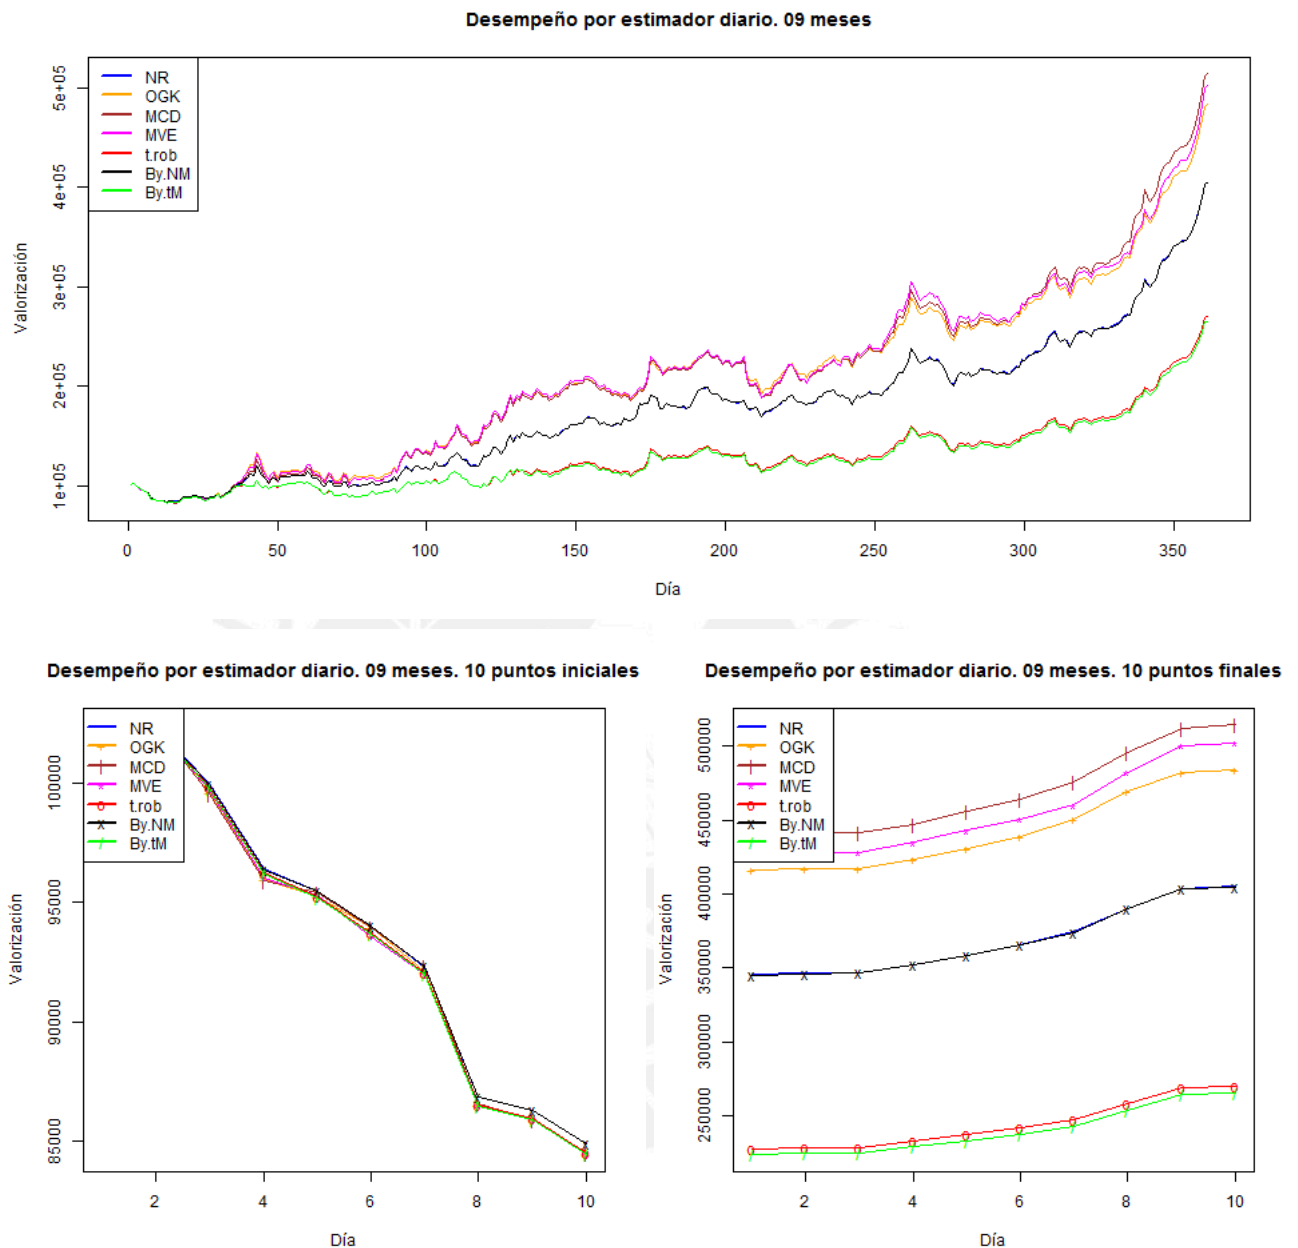 Desempeño por estimador diario. 09 meses
NR
OGK
MCD
MVE
t.rob
By.NM
By.tM
Valorización
1e+05
2e+05
3e+05
4e+05
5e+05
0 50 100 150 200 250 300 350
Día
Desempeño por estimador diario. 09 meses. 10 puntos iniciales
NR
OGK
MCD
MVE
t.rob
By.NM
By.tM
Valorización
85000
90000
95000
100000
2 4 6 8 10
Día
Desempeño por estimador diario. 09 meses. 10 puntos finales
NR
OGK
MCD
MVE
t.rob
By.NM
By.tM
Valorización
250000
300000
350000
400000
450000
500000
2 4 6 8 10
Día